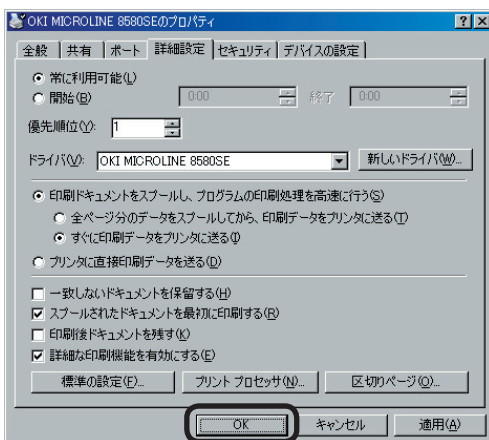 OKI MICROLINE 8580SEのプロパティ
全般 共有 ポート 詳細設定 セキュリティ デバイスの設定
常に利用可能(L)
開始(B) 0:00 終了 0:00
優先順位(Y): 1
ドライバ(V): OKI MICROLINE 8580SE 新しいドライバ(W)...
印刷ドキュメントをスプールし、プログラムの印刷処理を高速に行う(S)
全ページ分のデータをスプールしてから、印刷データをプリンタに送る(T)
すぐに印刷データをプリンタに送る(I)
プリンタに直接印刷データを送る(D)
一致しないドキュメントを保留する(H)
スプールされたドキュメントを最初に印刷する(R)
印刷後ドキュメントを残す(K)
詳細な印刷機能を有効にする(E)
標準の設定(F)... プリント プロセッサ(N)... 区切りページ(O)...
OK キャンセル 適用(A)